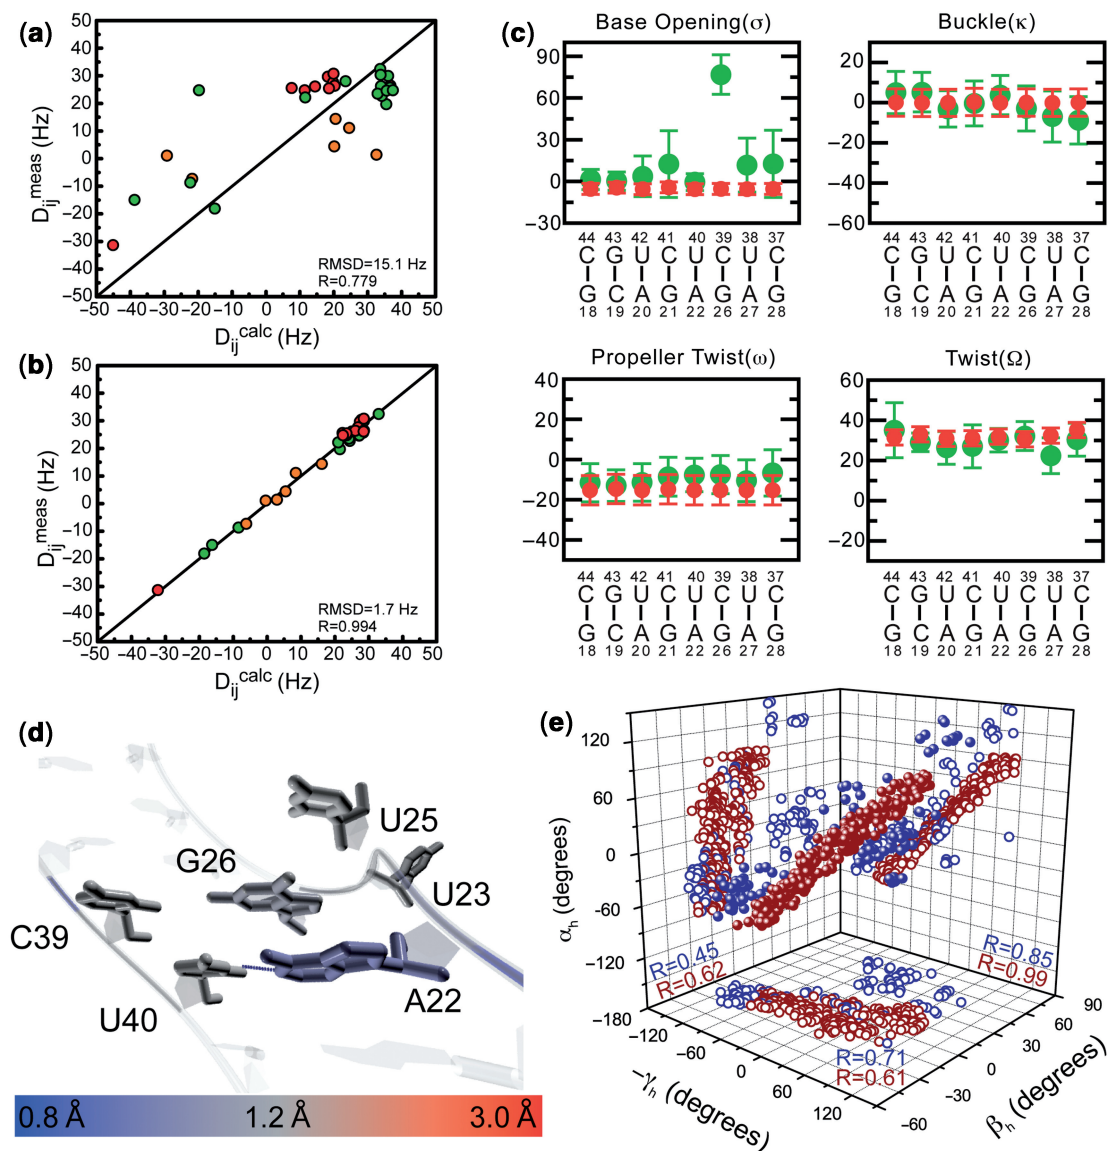 (a)
50
40
30
20
10
0
−10
−20
−30
−40
−50
Dij^meas (Hz)
RMSD=15.1 Hz
R=0.779
−50 −40 −30 −20 −10 0 10 20 30 40 50
Dij^calc (Hz)
(b)
50
40
30
20
10
0
−10
−20
−30
−40
−50
Dij^meas (Hz)
RMSD=1.7 Hz
R=0.994
−50 −40 −30 −20 −10 0 10 20 30 40 50
Dij^calc (Hz)
(c)
Base Opening(σ)
90
60
30
0
−30
44 43 42 41 40 39 38 37
C G U C U C U C
G C A G A G A G
18 19 20 21 22 26 27 28
Buckle(κ)
20
0
−20
−40
−60
44 43 42 41 40 39 38 37
C G U C U C U C
G C A G A G A G
18 19 20 21 22 26 27 28
Propeller Twist(ω)
40
20
0
−20
−40
44 43 42 41 40 39 38 37
C G U C U C U C
G C A G A G A G
18 19 20 21 22 26 27 28
Twist(Ω)
60
40
20
0
−20
44 43 42 41 40 39 38 37
C G U C U C U C
G C A G A G A G
18 19 20 21 22 26 27 28
(d)
U25
G26
U23
C39
A22
U40
0.8 Å 1.2 Å 3.0 Å
(e)
120
60
0
-60
-120
−180
αh (degrees)
R=0.45
R=0.62
R=0.85
R=0.99
R=0.71
R=0.61
−120
−60
0
60
120
−γh (degrees)
90
60
30
0
−30
−60
βh (degrees)